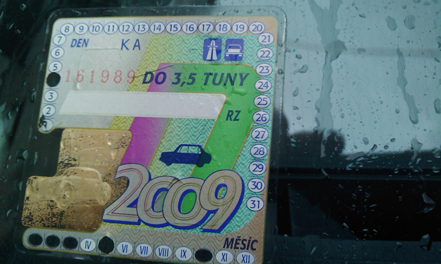 8 9 10 11 12 13 14 15 16 17 18 19 20 21
7 DEN KA 22
6 23
5 161989 DO 3,5 TUNY 24
3 25
2 RZ 26
27
28
29
2009 30
31
MĚSÍC
IV VI VII VIII IX XI XII